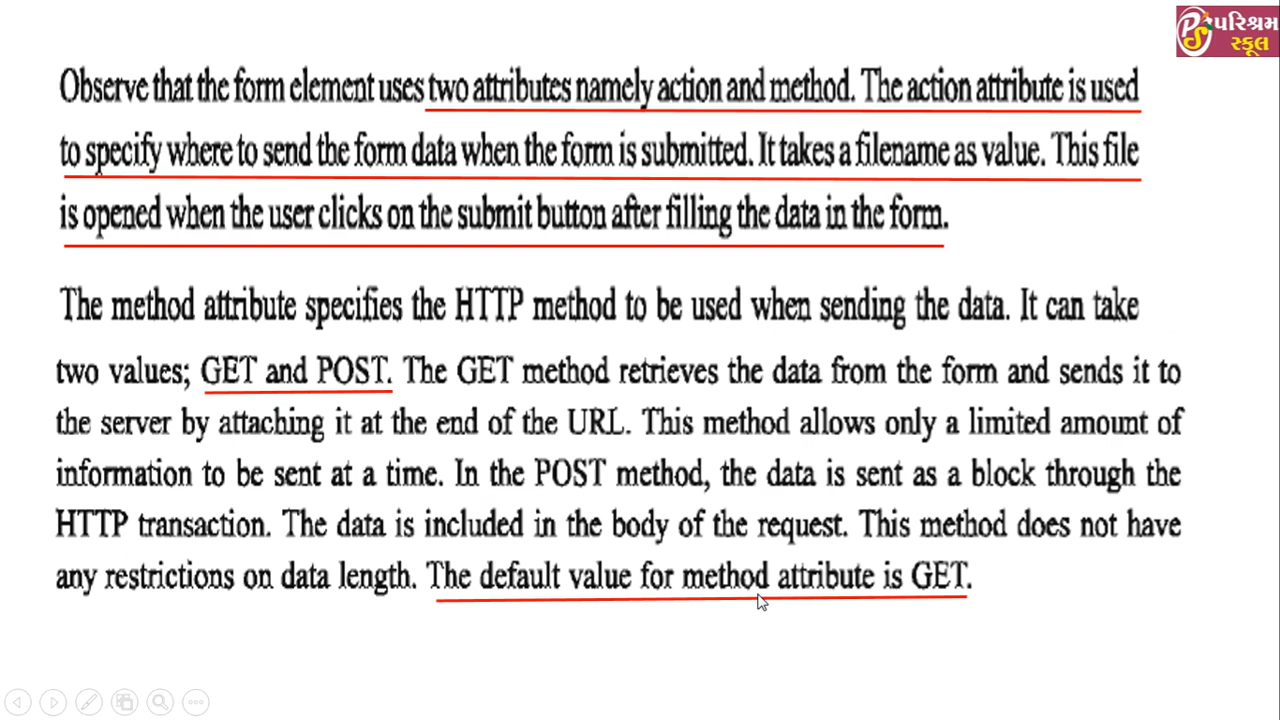 પરિશ્રમ
સ્કૂલ
Observe that the form element uses two attributes namely action and method. The action attribute is used
to specify where to send the form data when the form is submitted. It takes a filename as value. This file
is opened when the user clicks on the submit button after filling the data in the form.
The method attribute specifies the HTTP method to be used when sending the data. It can take
two values; GET and POST. The GET method retrieves the data from the form and sends it to
the server by attaching it at the end of the URL. This method allows only a limited amount of
information to be sent at a time. In the POST method, the data is sent as a block through the
HTTP transaction. The data is included in the body of the request. This method does not have
any restrictions on data length. The default value for method attribute is GET.